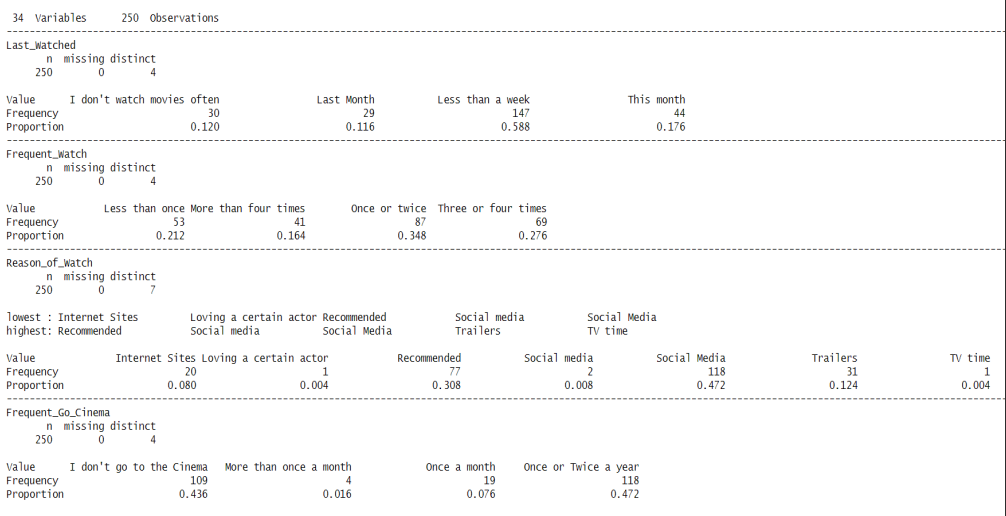 34 Variables 250 Observations
Last_Watched
n missing distinct
250 0 4
Value I don't watch movies often Last Month Less than a week This month
Frequency 30 29 147 44
Proportion 0.120 0.116 0.588 0.176
Frequent_Watch
n missing distinct
250 0 4
Value Less than once More than four times Once or twice Three or four times
Frequency 53 41 87 69
Proportion 0.212 0.164 0.348 0.276
Reason_of_Watch
n missing distinct
250 0 7
lowest : Internet Sites Loving a certain actor Recommended Social media Social Media
highest: Recommended Social media Social Media Trailers TV time
Value Internet Sites Loving a certain actor Recommended Social media Social Media Trailers TV time
Frequency 20 1 77 2 118 31 1
Proportion 0.080 0.004 0.308 0.008 0.472 0.124 0.004
Frequent_Go_Cinema
n missing distinct
250 0 4
Value I don't go to the Cinema More than once a month Once a month Once or Twice a year
Frequency 109 4 19 118
Proportion 0.436 0.016 0.076 0.472